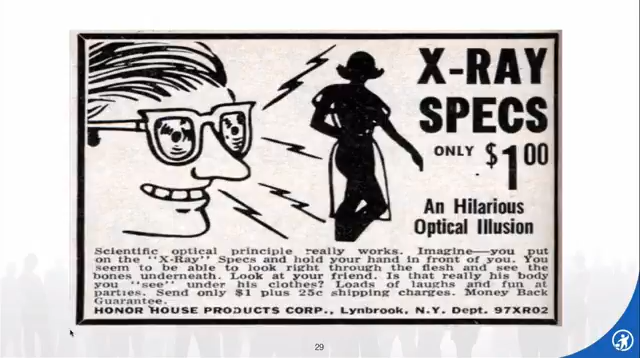 X-RAY
SPECS
ONLY $1.00
An Hilarious
Optical Illusion
Scientific optical principle really works. Imagine—you put
on the "X-Ray" Specs and hold your hand in front of you. You
seem to be able to look right through the flesh and see the
bones underneath. Look at your friend. Is that really his body
you "see" under his clothes? Loads of laughs and fun at
parties. Send only $1 plus 25c shipping charges. Money Back
Guarantee.
HONOR HOUSE PRODUCTS CORP., Lynbrook, N.Y. Dept. 97XR02
29